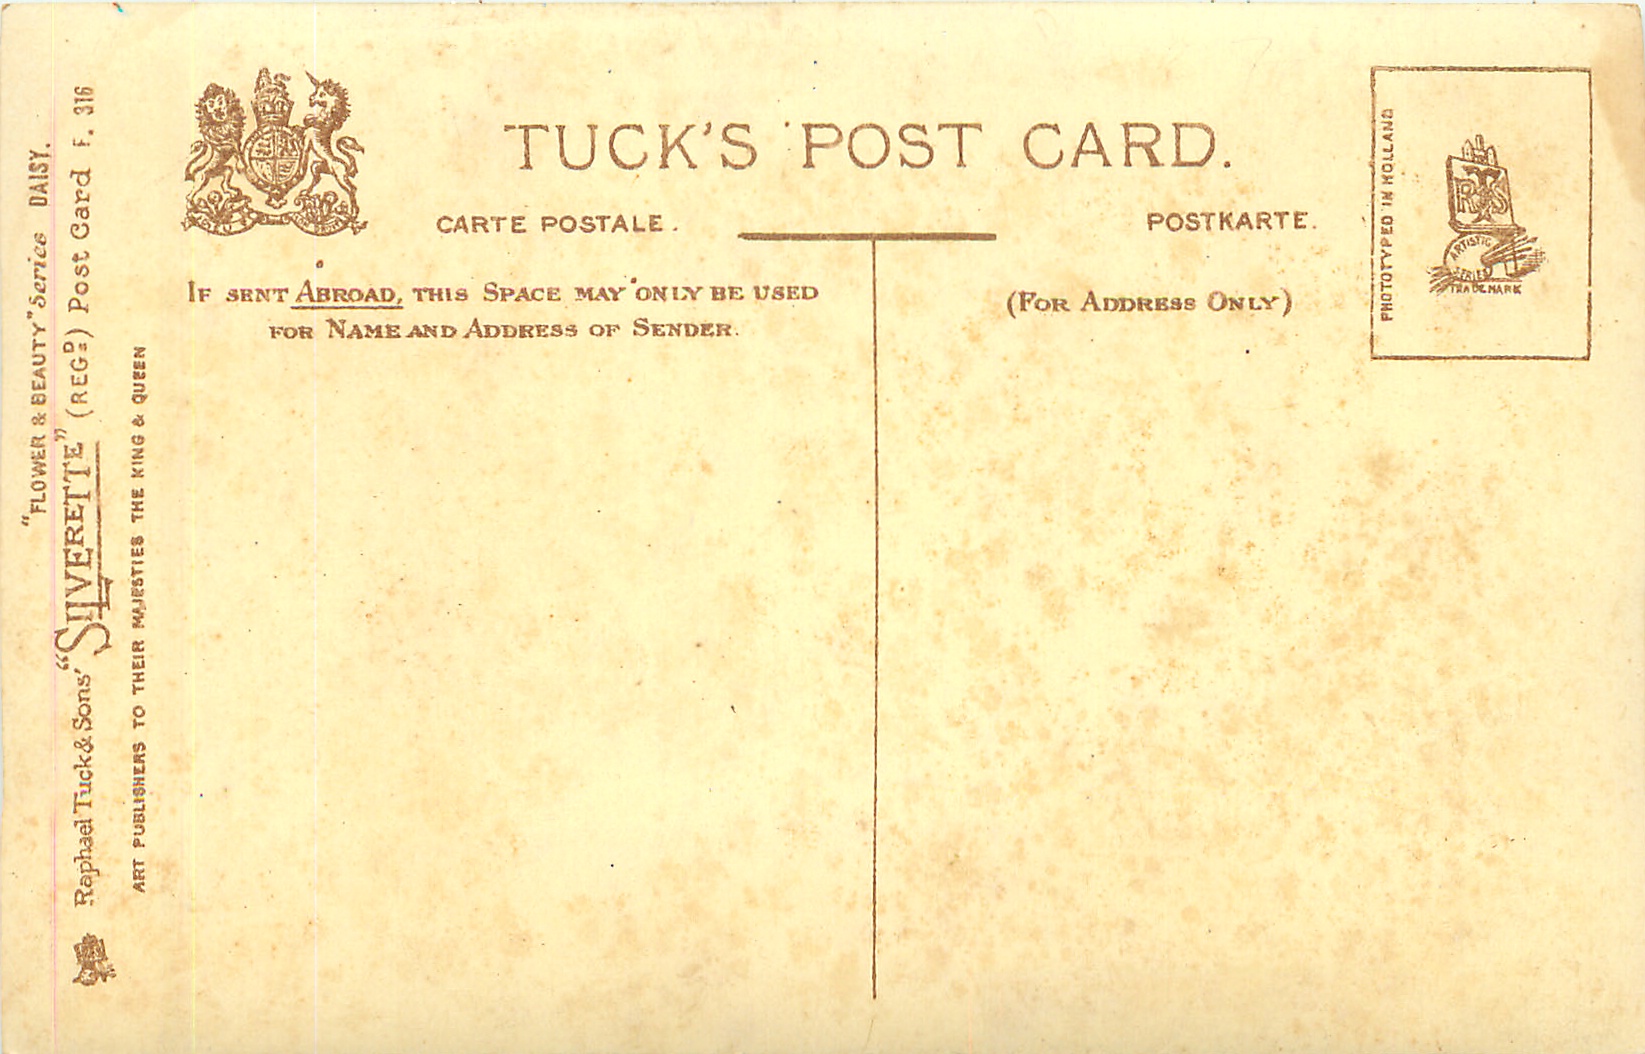 "FLOWER & BEAUTY" Series DAISY.
Raphael Tuck & Sons' "SILVERETTE" (REGD:) Post Card F. 316
ART PUBLISHERS TO THEIR MAJESTIES THE KING & QUEEN
TUCK'S POST CARD.
CARTE POSTALE.
POSTKARTE.
IF SENT ABROAD, THIS SPACE MAY ONLY BE USED
FOR NAME AND ADDRESS OF SENDER.
(FOR ADDRESS ONLY)
PHOTOTYPED IN HOLLAND
RTS
ARTISTIC
SERIES
TRADE MARK